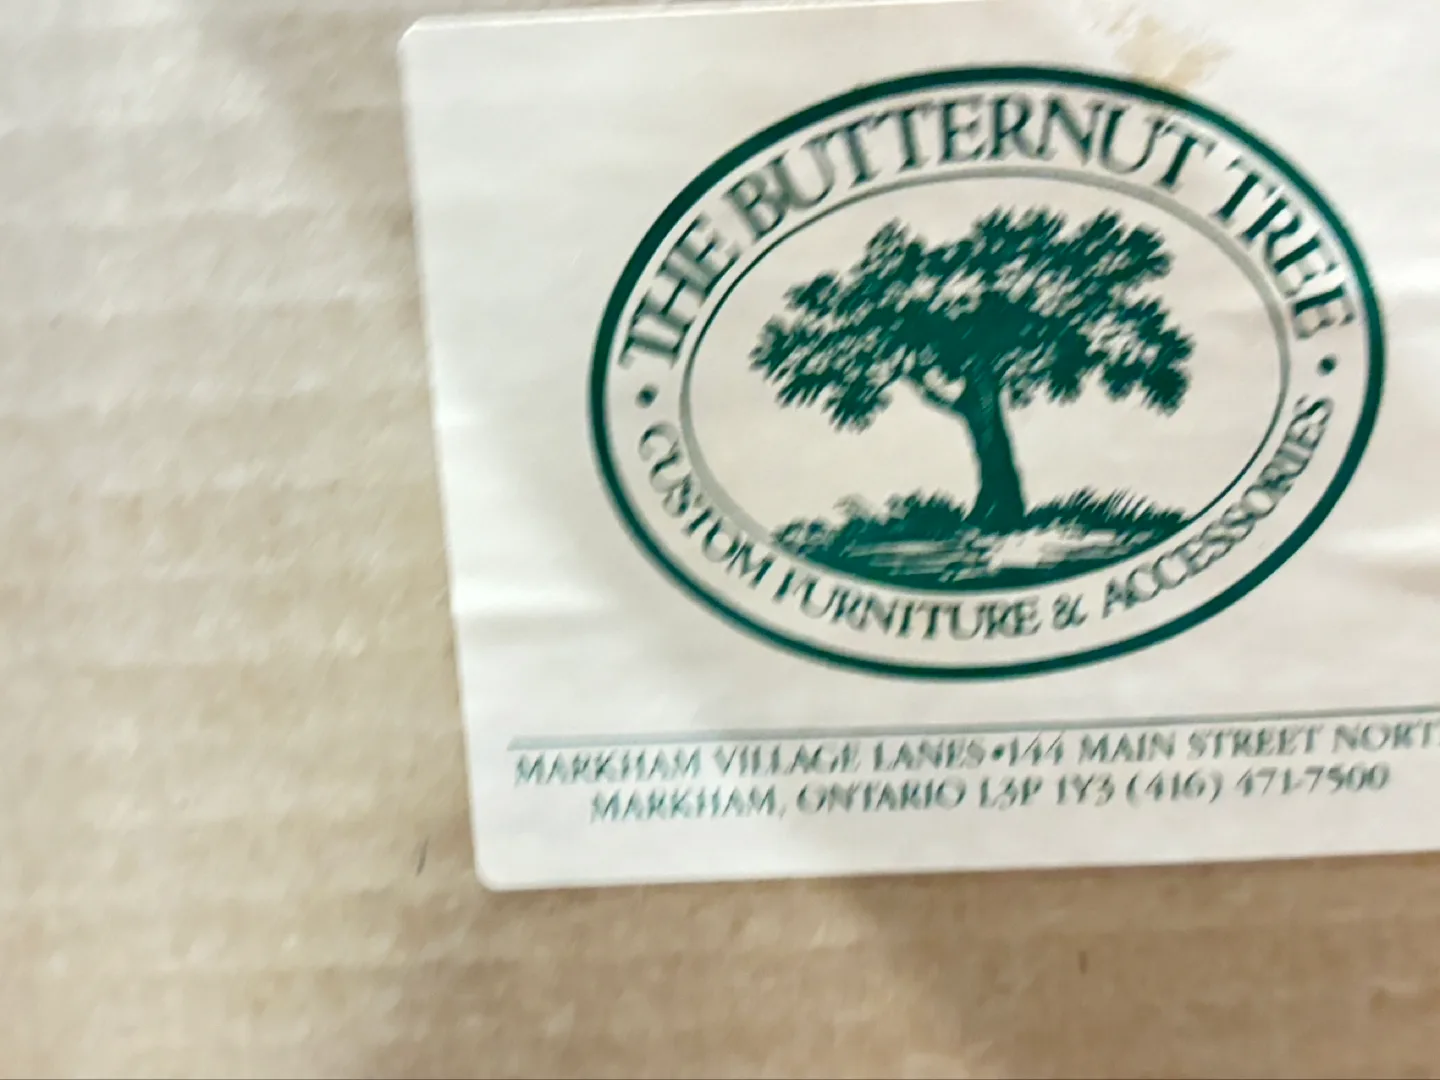 • THE BUTTERNUT TREE •
CUSTOM FURNITURE & ACCESSORIES
MARKHAM VILLAGE LANES•144 MAIN STREET NORT
MARKHAM, ONTARIO L3P 1Y3 (416) 471-7500